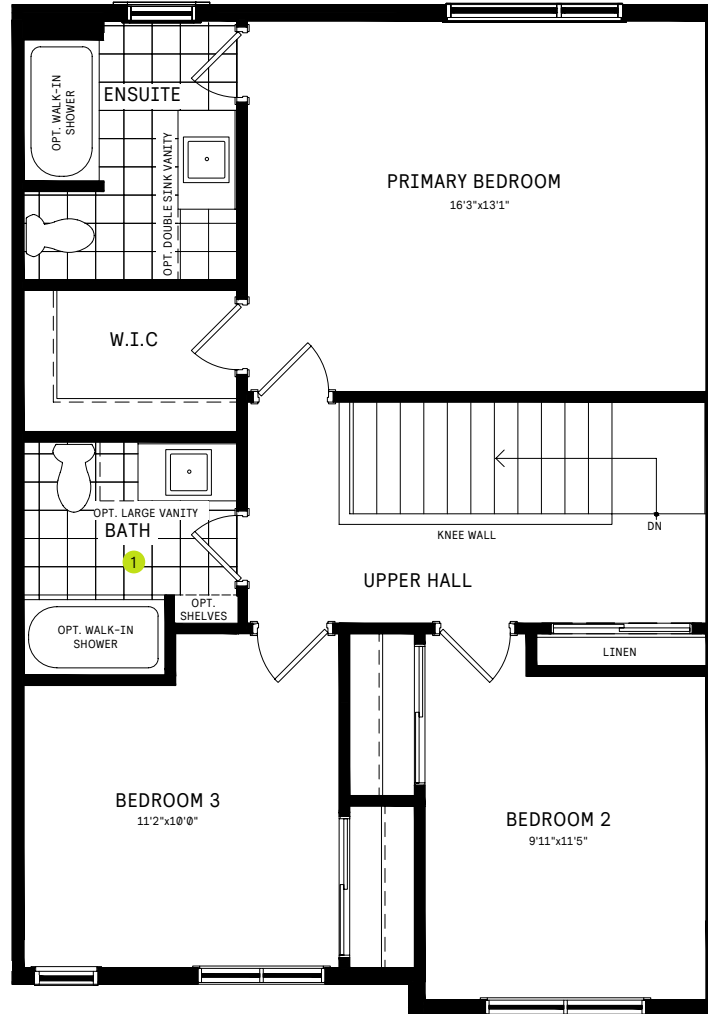 OPT. WALK-IN
SHOWER
ENSUITE
OPT. DOUBLE SINK VANITY
PRIMARY BEDROOM
16'3"x13'1"
W.I.C
OPT. LARGE VANITY
BATH
1
OPT. WALK-IN
SHOWER
OPT.
SHELVES
KNEE WALL
DN
UPPER HALL
LINEN
BEDROOM 3
11'2"x10'0"
BEDROOM 2
9'11"x11'5"